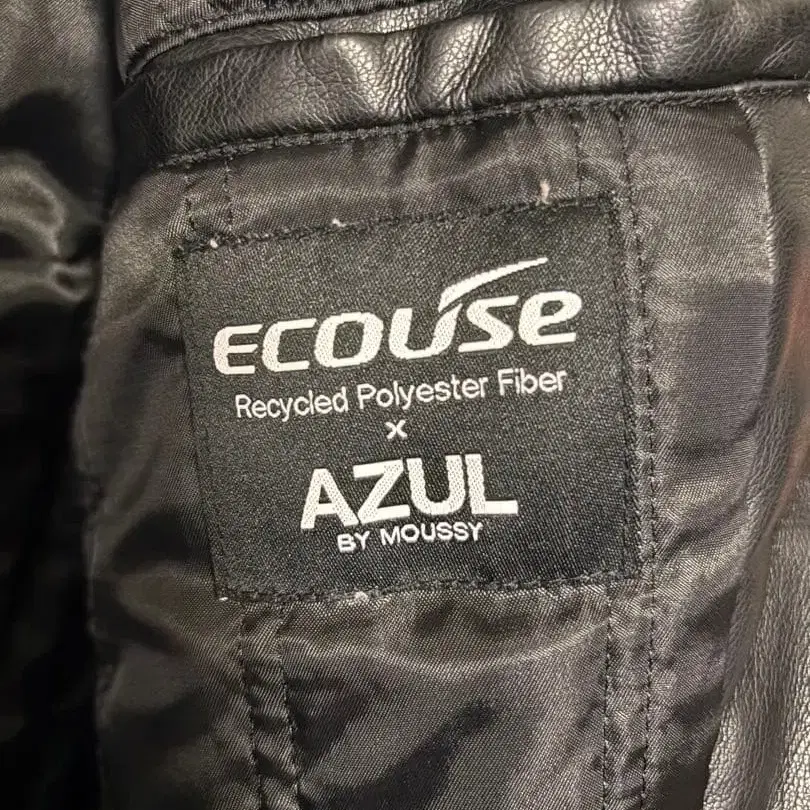 ECOUSE
Recycled Polyester Fiber
x
AZUL
BY MOUSSY